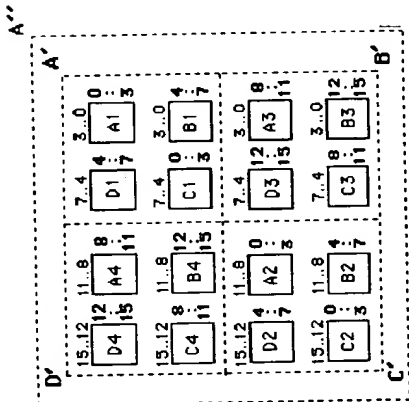 A''
A' B'
3..0 0..3 3..0 4..7 3..0 8..11 3..0 12..15
A1 B1 A3 B3
7..4 4..7 7..4 0..3 7..4 12..15 7..4 8..11
D1 C1 D3 C3
11..8 8..11 11..8 12..15 11..8 0..3 11..8 4..7
A4 B4 A2 B2
15..12 12..15 15..12 8..11 15..12 4..7 15..12 0..3
D4 C4 D2 C2
D' C'